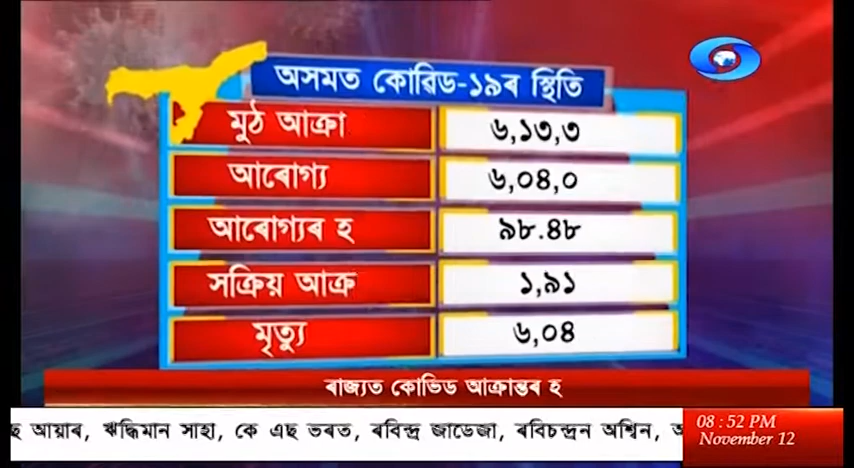 অসমত কোৱিড-১৯ৰ স্থিতি
মুঠ আক্ৰা ৬,১৩,৩
আৰোগ্য ৬,০৪,০
আৰোগ্যৰ হ ৯৮.৪৮
সক্ৰিয় আক্ৰ ১,৯১
মৃত্যু ৬,০৪
ৰাজ্যত কোভিড আক্ৰান্তৰ হ
ছ আয়াৰ, ঋদ্ধিমান সাহা, কে এছ ভৰত, ৰবিন্দ্ৰ জাডেজা, ৰবিচন্দ্ৰন অশ্বিন,
08:52 PM
November 12